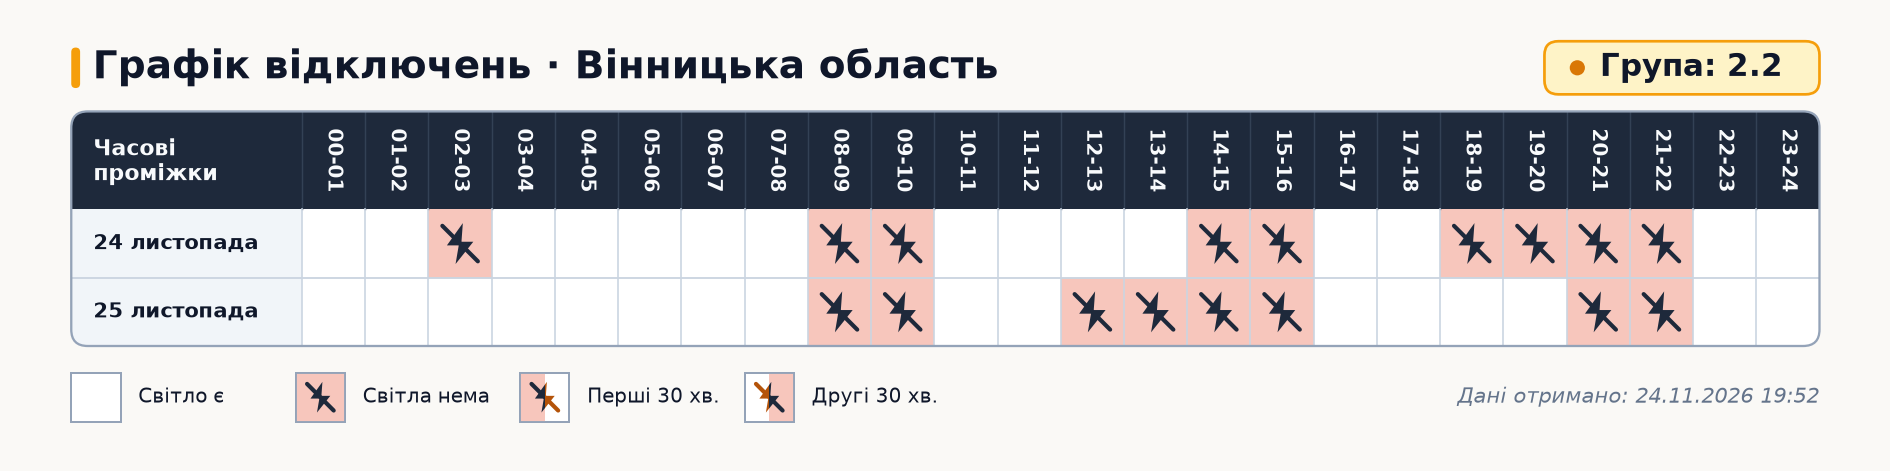 Графік відключень · Вінницька область
Група: 2.2
Часові
проміжки
00-01 01-02 02-03 03-04 04-05 05-06 06-07 07-08 08-09 09-10 10-11 11-12 12-13 13-14 14-15 15-16 16-17 17-18 18-19 19-20 20-21 21-22 22-23 23-24
24 листопада
25 листопада
Світло є
Світла нема
Перші 30 хв.
Другі 30 хв.
Дані отримано: 24.11.2026 19:52